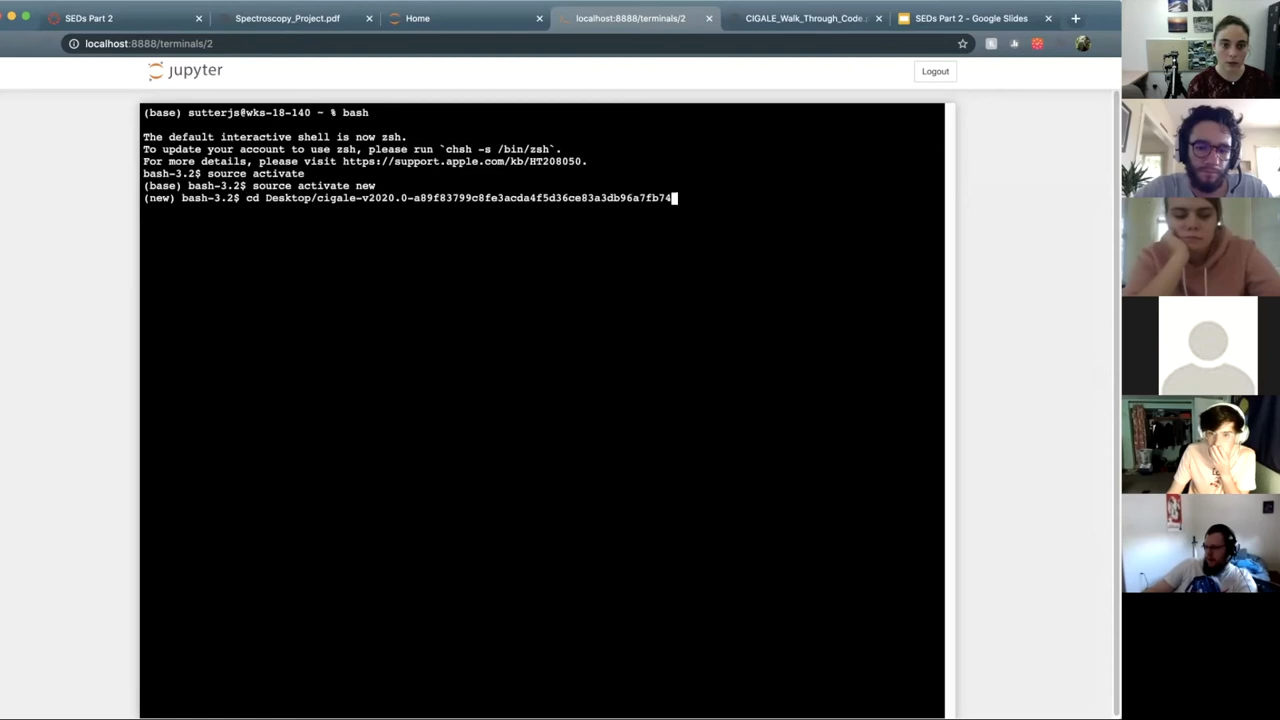 SEDs Part 2
Spectroscopy_Project.pdf
Home
localhost:8888/terminals/2
CIGALE_Walk_Through_Code.
SEDs Part 2 - Google Slides
localhost:8888/terminals/2
jupyter
Logout
(base) sutterjs@wks-18-140 ~ % bash
The default interactive shell is now zsh.
To update your account to use zsh, please run `chsh -s /bin/zsh`.
For more details, please visit https://support.apple.com/kb/HT208050.
bash-3.2$ source activate
(base) bash-3.2$ source activate new
(new) bash-3.2$ cd Desktop/cigale-v2020.0-a89f83799c8fe3acda4f5d36ce83a3db96a7fb74